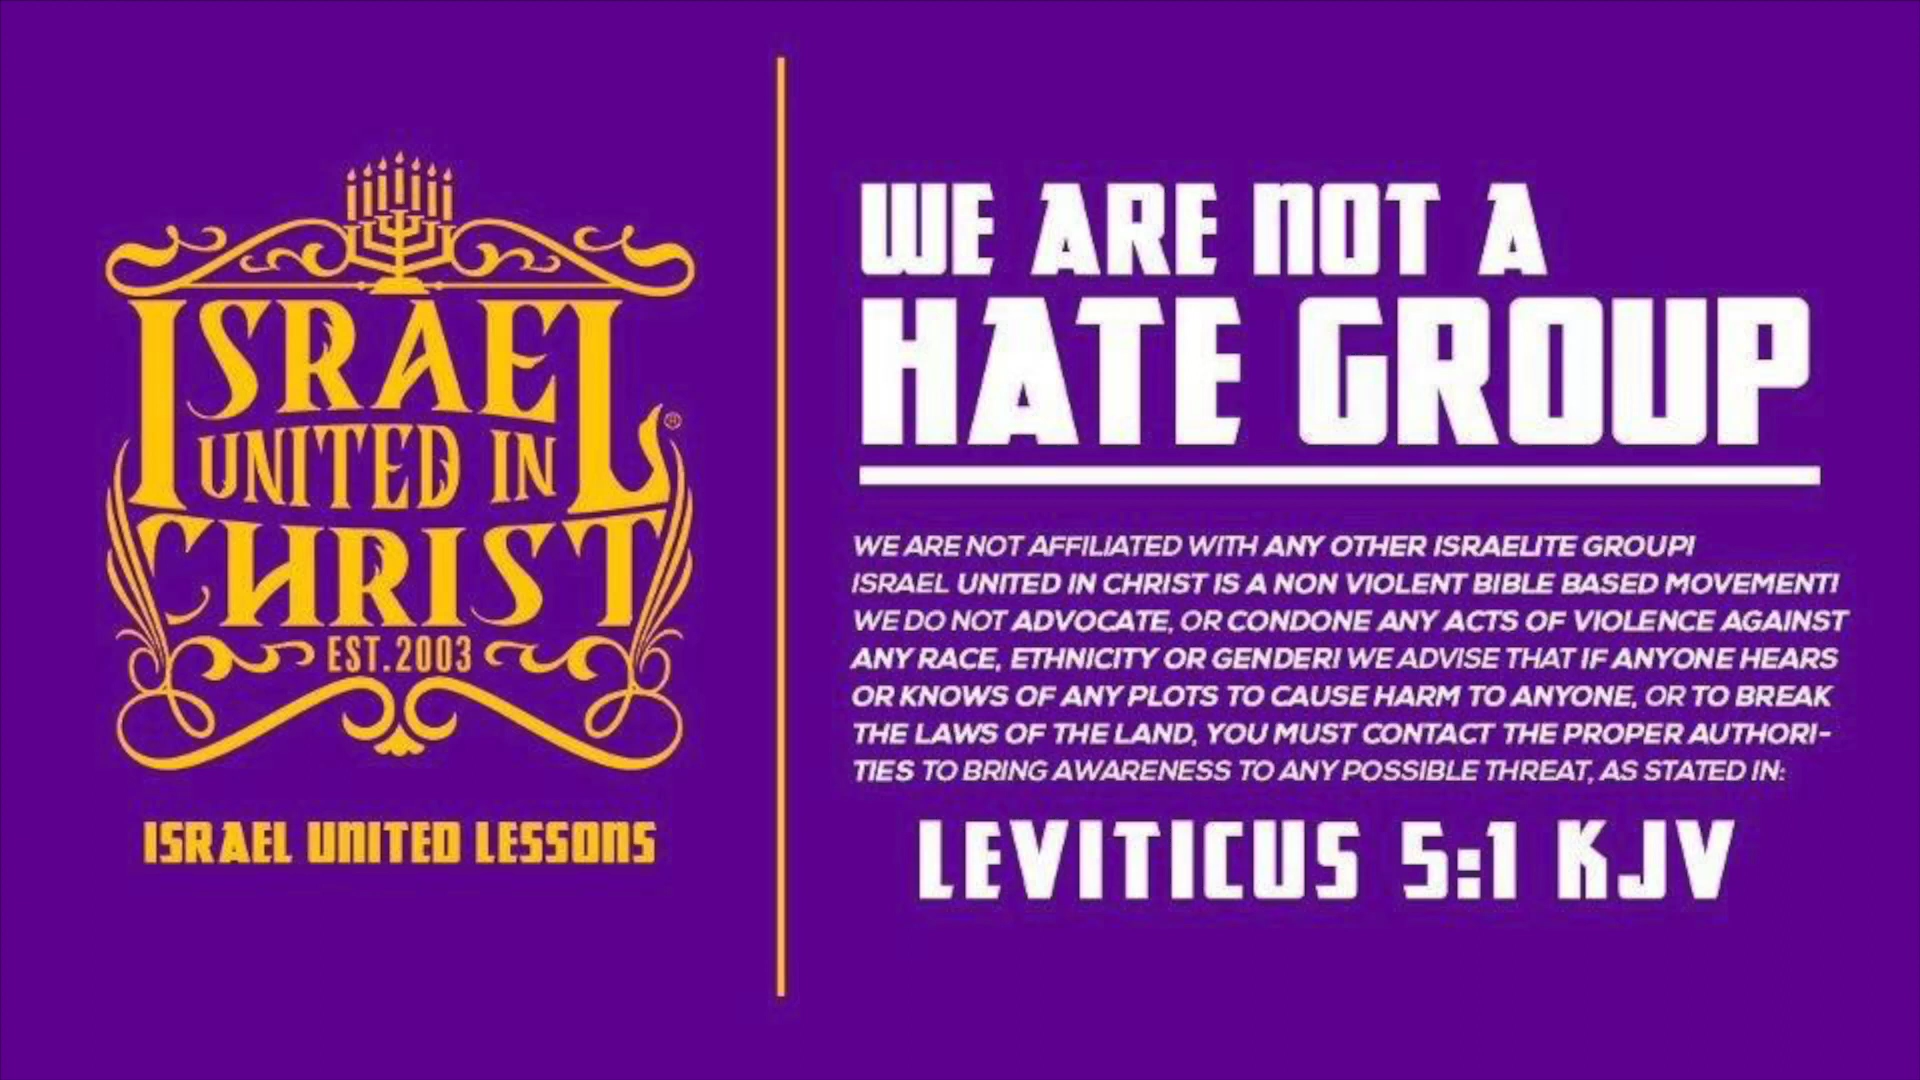 ISRAEL
UNITED IN
CHRIST
®
EST.2003
ISRAEL UNITED LESSONS
WE ARE NOT A
HATE GROUP
WE ARE NOT AFFILIATED WITH ANY OTHER ISRAELITE GROUP!
ISRAEL UNITED IN CHRIST IS A NON VIOLENT BIBLE BASED MOVEMENT!
WE DO NOT ADVOCATE, OR CONDONE ANY ACTS OF VIOLENCE AGAINST
ANY RACE, ETHNICITY OR GENDER! WE ADVISE THAT IF ANYONE HEARS
OR KNOWS OF ANY PLOTS TO CAUSE HARM TO ANYONE, OR TO BREAK
THE LAWS OF THE LAND, YOU MUST CONTACT THE PROPER AUTHORI-
TIES TO BRING AWARENESS TO ANY POSSIBLE THREAT, AS STATED IN:
LEVITICUS 5:1 KJV